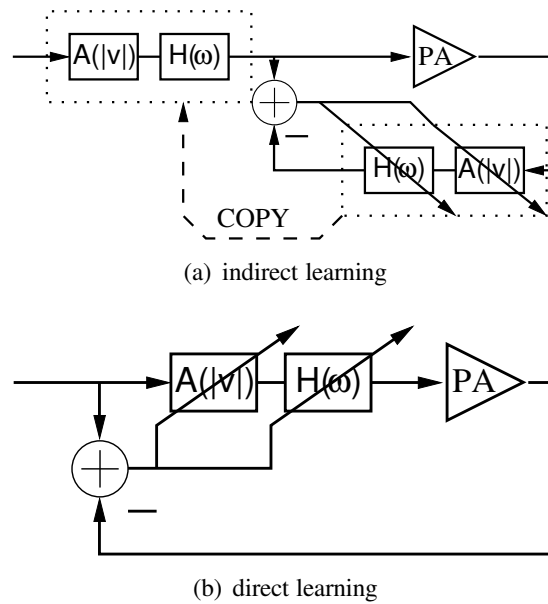 A(|v|) H(ω) PA
+
−
H(ω) A(|v|)
COPY
(a) indirect learning
A(|v|) H(ω) PA
+
−
(b) direct learning